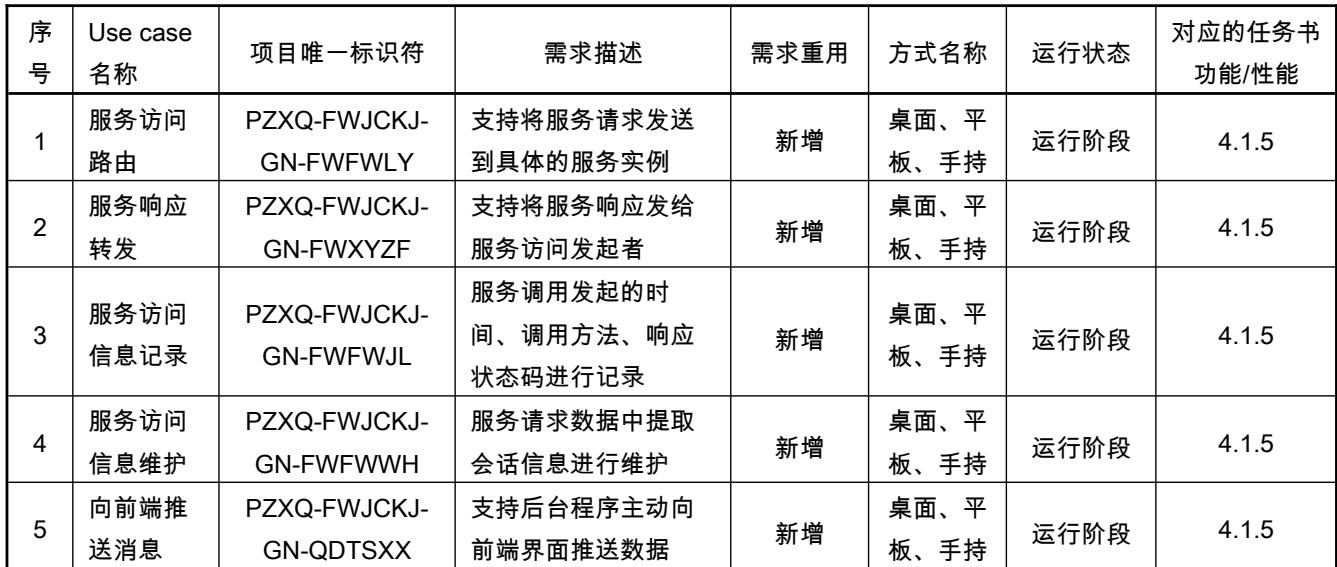 序号
Use case 名称
项目唯一标识符
需求描述
需求重用
方式名称
运行状态
对应的任务书
功能/性能
1
服务访问
路由
PZXQ-FWJCKJ-
GN-FWFWLY
支持将服务请求发送
到具体的服务实例
新增
桌面、平
板、手持
运行阶段
4.1.5
2
服务响应
转发
PZXQ-FWJCKJ-
GN-FWXYZF
支持将服务响应发给
服务访问发起者
新增
桌面、平
板、手持
运行阶段
4.1.5
3
服务访问
信息记录
PZXQ-FWJCKJ-
GN-FWFWJL
服务调用发起的时
间、调用方法、响应
状态码进行记录
新增
桌面、平
板、手持
运行阶段
4.1.5
4
服务访问
信息维护
PZXQ-FWJCKJ-
GN-FWFWWH
服务请求数据中提取
会话信息进行维护
新增
桌面、平
板、手持
运行阶段
4.1.5
5
向前端推
送消息
PZXQ-FWJCKJ-
GN-QDTSXX
支持后台程序主动向
前端界面推送数据
新增
桌面、平
板、手持
运行阶段
4.1.5